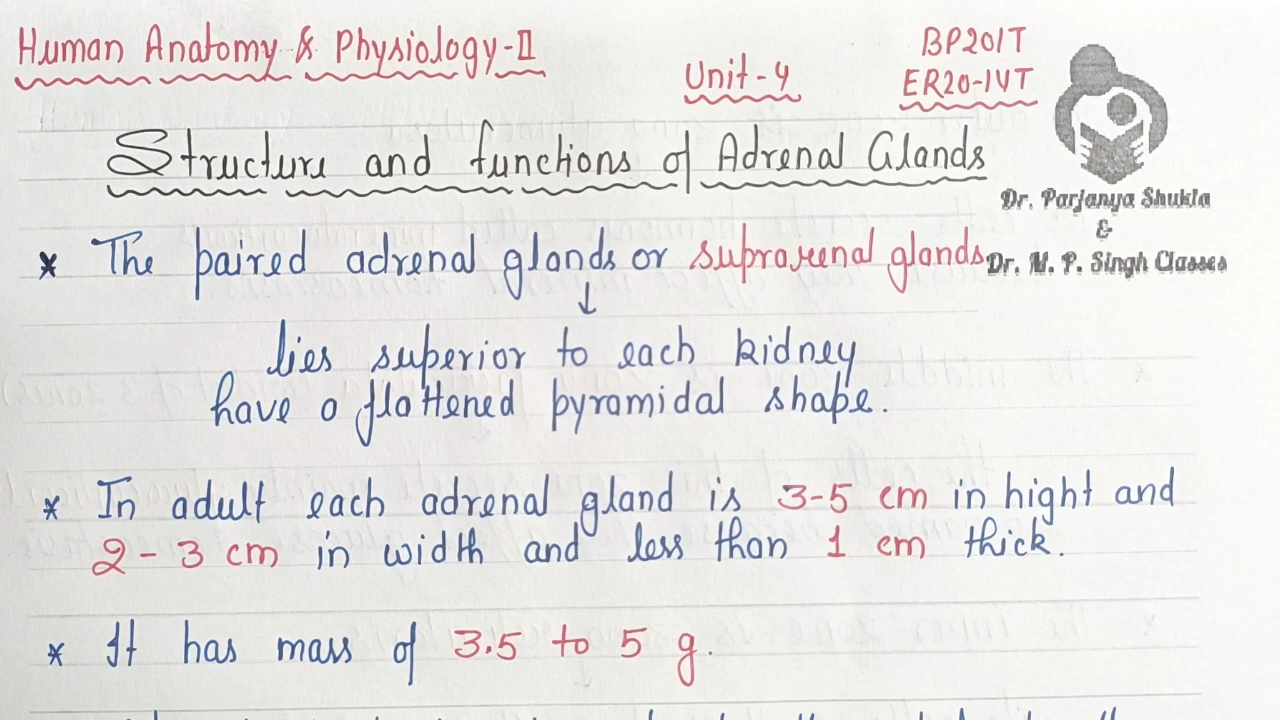 Human Anatomy & Physiology-II
Unit-4
BP201T
ER20-14T
Structure and functions of Adrenal Glands
Dr. Parjanya Shukla
&
Dr. M. P. Singh Classes
* The paired adrenal glands or suprarenal glands
↓
lies superior to each kidney
have a flattened pyramidal shape.
* In adult each adrenal gland is 3-5 cm in hight and
2-3 cm in width and less than 1 cm thick.
* It has mass of 3.5 to 5 g.